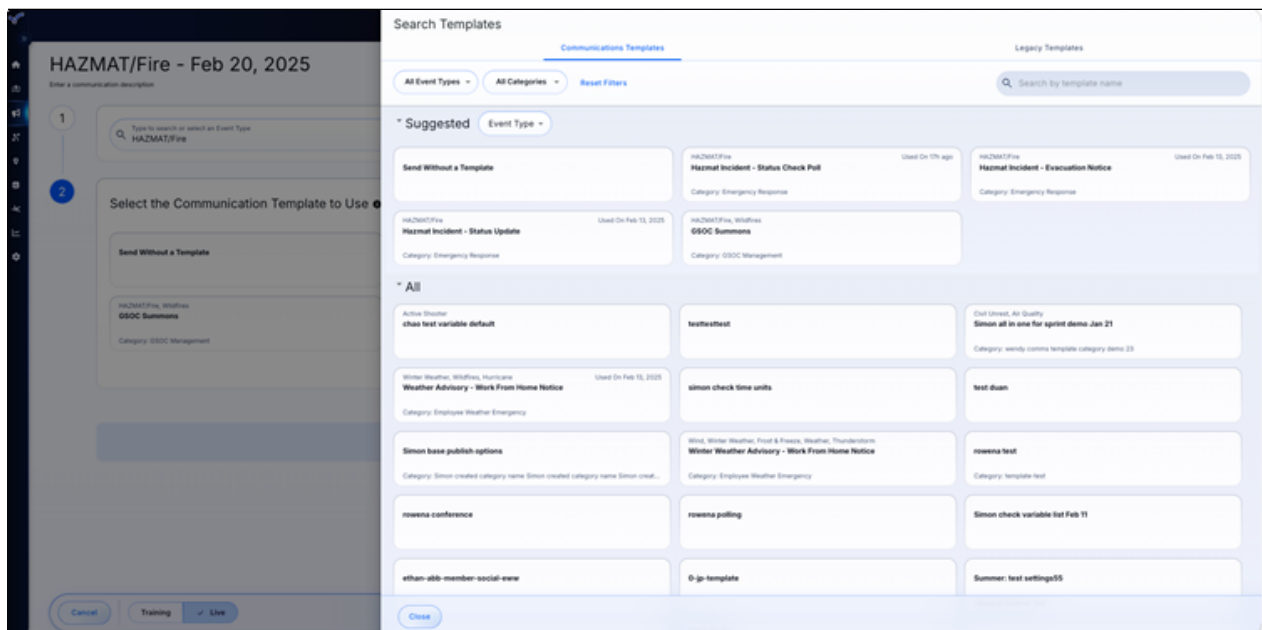 HAZMAT/Fire - Feb 20, 2025
Enter a communication description
1
Type to search or select an Event Type
HAZMAT/Fire
2
Select the Communication Template to Use
Send Without a Template
HAZMAT/Fire, Wildfires
GSOC Summons
Category: GSOC Management
Cancel
Training
Live
Search Templates
Communications Templates
Legacy Templates
All Event Types
All Categories
Reset Filters
Search by template name
Suggested
Event Type
Send Without a Template
HAZMAT/Fire Used On 17h ago
Hazmat Incident - Status Check Poll
Category: Emergency Response
HAZMAT/Fire Used On Feb 13, 2025
Hazmat Incident - Evacuation Notice
Category: Emergency Response
HAZMAT/Fire Used On Feb 13, 2025
Hazmat Incident - Status Update
Category: Emergency Response
HAZMAT/Fire, Wildfires
GSOC Summons
Category: GSOC Management
All
Active Shooter
chao test variable default
testtesttest
Civil Unrest, Air Quality
Simon all in one for sprint demo Jan 21
Category: wendy comms template category demo 23
Winter Weather, Wildfires, Hurricane Used On Feb 13, 2025
Weather Advisory - Work From Home Notice
Category: Employee Weather Emergency
simon check time units
test duan
Simon base publish options
Category: Simon created category name Simon created category name Simon creat...
Wind, Winter Weather, Frost & Freeze, Weather, Thunderstorm
Winter Weather Advisory - Work From Home Notice
Category: Employee Weather Emergency
rowena test
Category: template-test
rowena conference
rowena polling
Simon check variable list Feb 11
ethan-abb-member-social-eww
0-jp-template
Summer: test settings55
Close